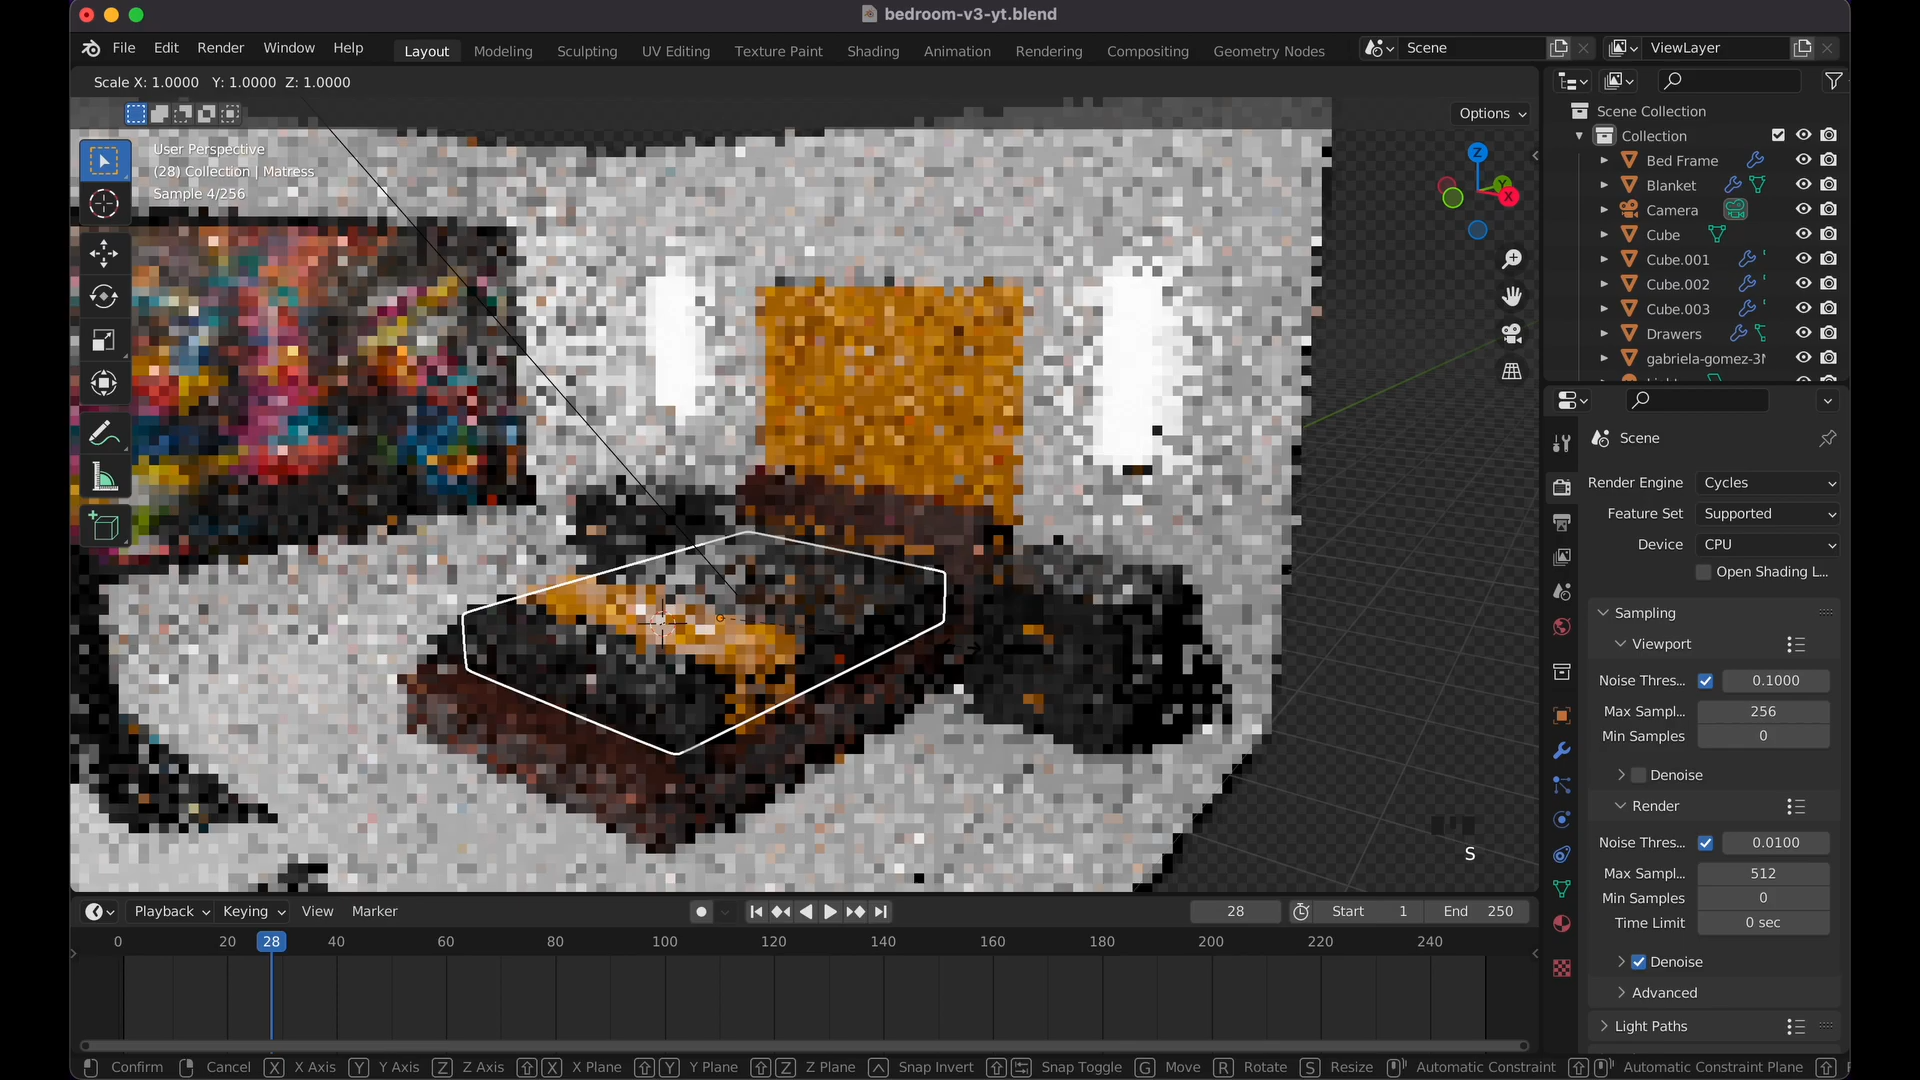 bedroom-v3-yt.blend
File Edit Render Window Help
Layout Modeling Sculpting UV Editing Texture Paint Shading Animation Rendering Compositing Geometry Nodes
Scene
ViewLayer
Scale X: 1.0000 Y: 1.0000 Z: 1.0000
Options
User Perspective
(28) Collection | Matress
Sample 4/256
Z
Y
X
S
Scene Collection
Collection
Bed Frame
Blanket
Camera
Cube
Cube.001
Cube.002
Cube.003
Drawers
gabriela-gomez-3
Scene
Render Engine Cycles
Feature Set Supported
Device CPU
Open Shading L...
Sampling
Viewport
Noise Thres... 0.1000
Max Sampl... 256
Min Samples 0
Denoise
Render
Noise Thres... 0.0100
Max Sampl... 512
Min Samples 0
Time Limit 0 sec
Denoise
Advanced
Light Paths
Playback Keying View Marker
28
Start 1
End 250
0 20 28 40 60 80 100 120 140 160 180 200 220 240
Confirm Cancel X X Axis Y Y Axis Z Z Axis X X Plane Y Y Plane Z Z Plane Snap Invert Snap Toggle G Move R Rotate S Resize Automatic Constraint Automatic Constraint Plane